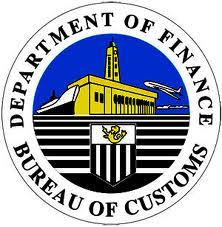 DEPARTMENT OF FINANCE
BUREAU OF CUSTOMS